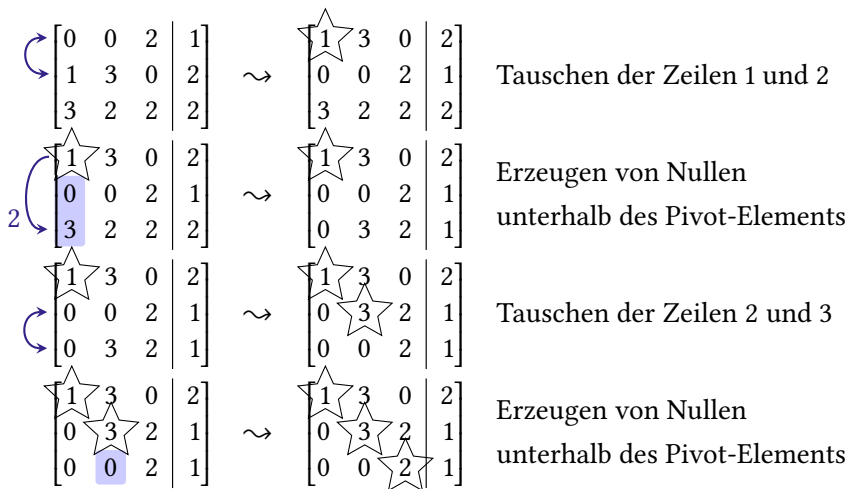 0 0 2 1 0 0 2 1 3 0 2
1 3 0 2 ⇝ 0 0 2 1 Tauschen der Zeilen 1 und 2
3 2 2 2 3 2 2 2
1 3 0 2 1 3 0 2
0 0 2 1 ⇝ 0 0 2 1 Erzeugen von Nullen
2 3 2 2 2 0 3 2 1 unterhalb des Pivot-Elements
1 3 0 2 1 3 0 2
0 0 2 1 ⇝ 0 3 2 1 Tauschen der Zeilen 2 und 3
0 3 2 1 0 0 2 1
1 3 0 2 1 3 0 2
0 3 2 1 ⇝ 0 3 2 1 Erzeugen von Nullen
0 0 2 1 0 0 2 1 unterhalb des Pivot-Elements